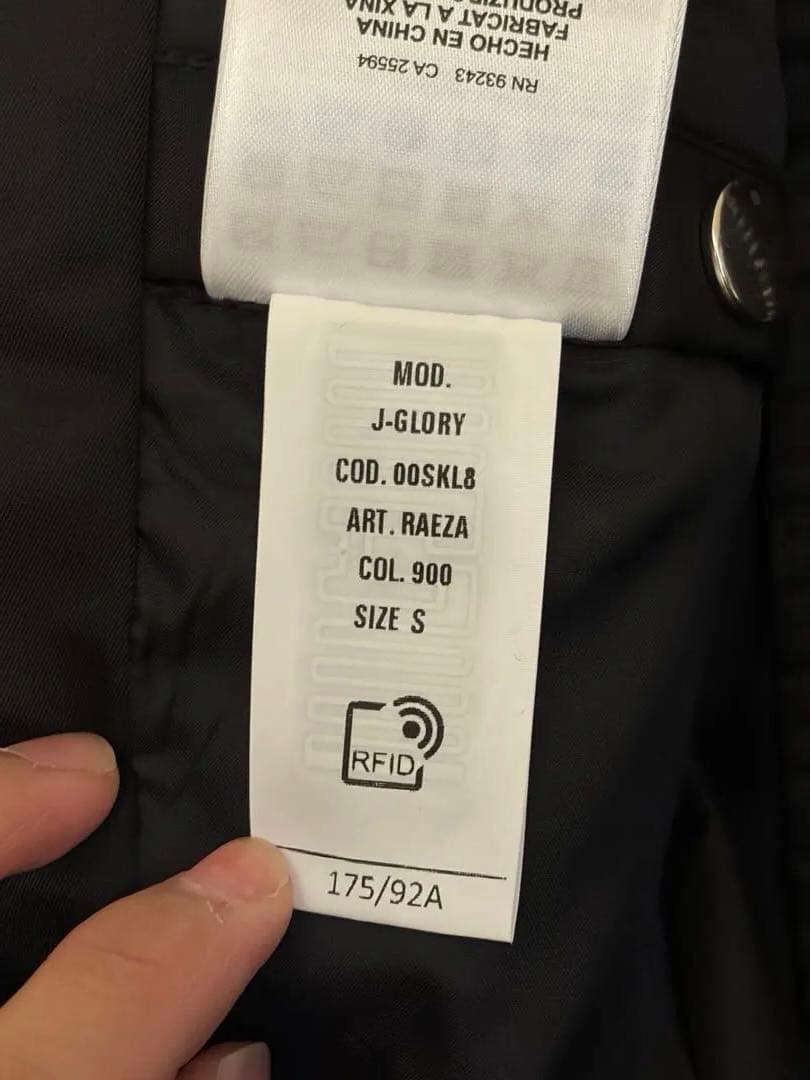 RN 93243 CA 25594
HECHO EN CHINA
FABRICAT A LA XINA
MOD.
J-GLORY
COD. 00SKL8
ART. RAEZA
COL. 900
SIZE S
RFID
175/92A